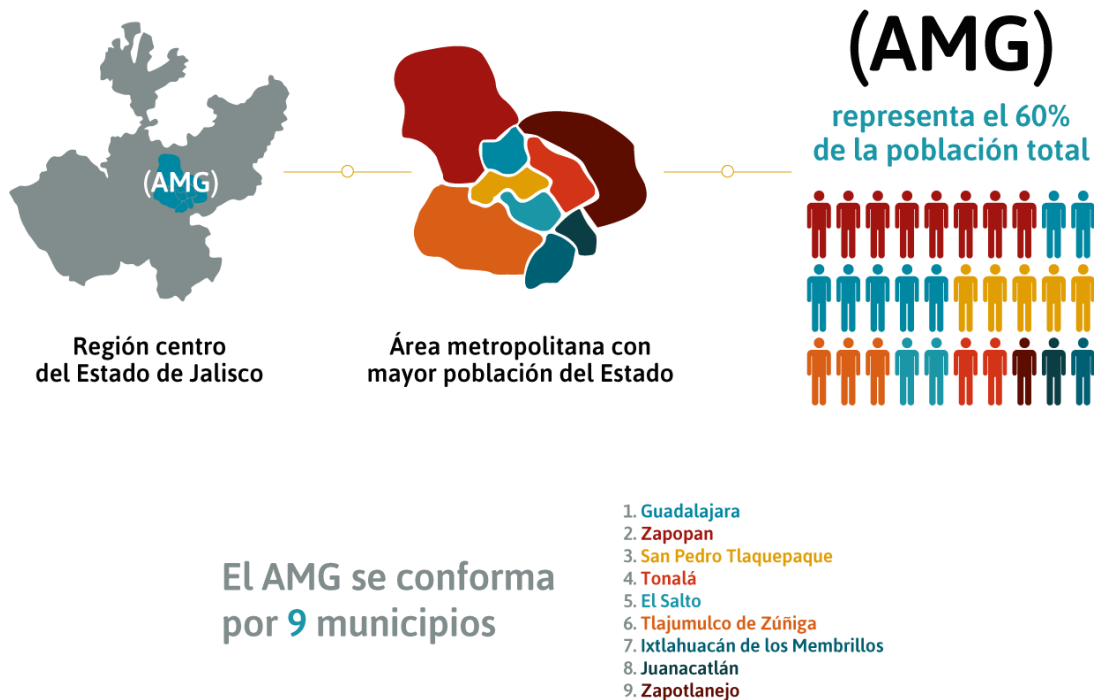 (AMG)
Región centro
del Estado de Jalisco
Área metropolitana con
mayor población del Estado
(AMG)
representa el 60%
de la población total
El AMG se conforma
por 9 municipios
1. Guadalajara
2. Zapopan
3. San Pedro Tlaquepaque
4. Tonalá
5. El Salto
6. Tlajumulco de Zúñiga
7. Ixtlahuacán de los Membrillos
8. Juanacatlán
9. Zapotlanejo